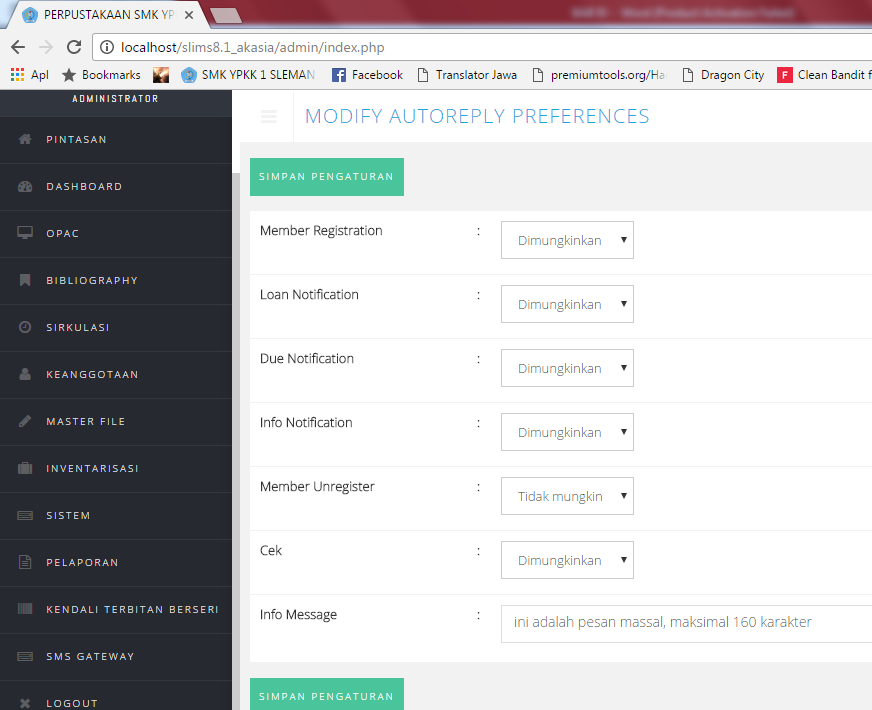 PERPUSTAKAAN SMK YP
localhost/slims8.1_akasia/admin/index.php
Apl
Bookmarks
SMK YPKK 1 SLEMAN
Facebook
Translator Jawa
premiumtools.org/Ha
Dragon City
Clean Bandit f
ADMINISTRATOR
PINTASAN
DASHBOARD
OPAC
BIBLIOGRAPHY
SIRKULASI
KEANGGOTAAN
MASTER FILE
INVENTARISASI
SISTEM
PELAPORAN
KENDALI TERBITAN BERSERI
SMS GATEWAY
LOGOUT
MODIFY AUTOREPLY PREFERENCES
SIMPAN PENGATURAN
Member Registration : Dimungkinkan
Loan Notification : Dimungkinkan
Due Notification : Dimungkinkan
Info Notification : Dimungkinkan
Member Unregister : Tidak mungkin
Cek : Dimungkinkan
Info Message : ini adalah pesan massal, maksimal 160 karakter
SIMPAN PENGATURAN